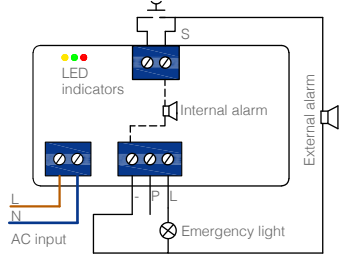 S
LED
indicators
Internal alarm
External alarm
L
N
AC input
- P L
Emergency light